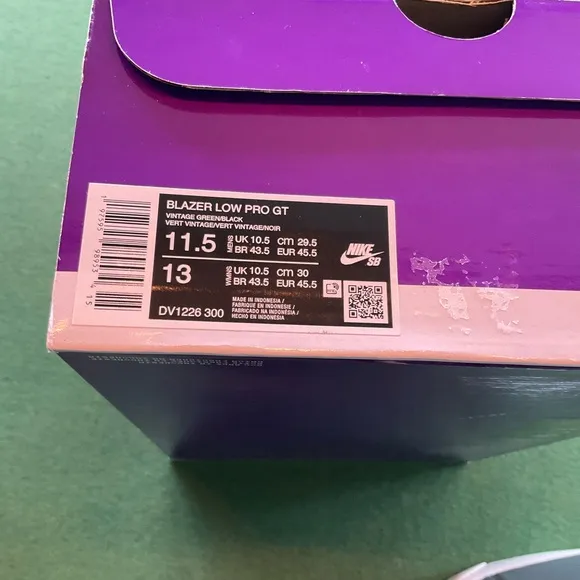 BLAZER LOW PRO GT
VINTAGE GREEN/BLACK
VERT VINTAGE/VERT VINTAGE/NOIR
11.5 MENS UK 10.5 cm 29.5
BR 43.5 EUR 45.5
13 WMNS UK 10.5 cm 30
BR 43.5 EUR 45.5
NIKE SB
MADE IN INDONESIA /
FABRIQUE EN INDONESIE /
FABRICADO NA INDONÉSIA /
HECHO EN INDONESIA
DV1226 300